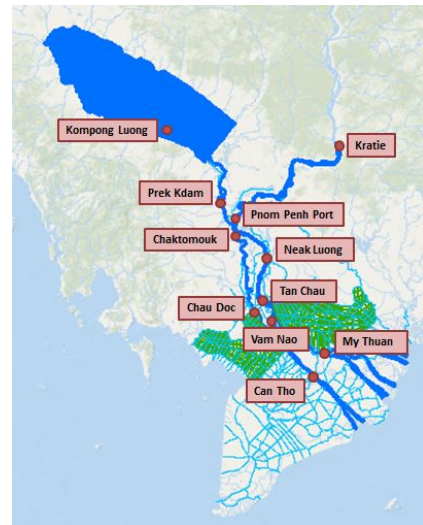 Kompong Luong
Kratie
Prek Kdam
Pnom Penh Port
Chaktomouk
Neak Luong
Tan Chau
Chau Doc
Vam Nao
My Thuan
Can Tho